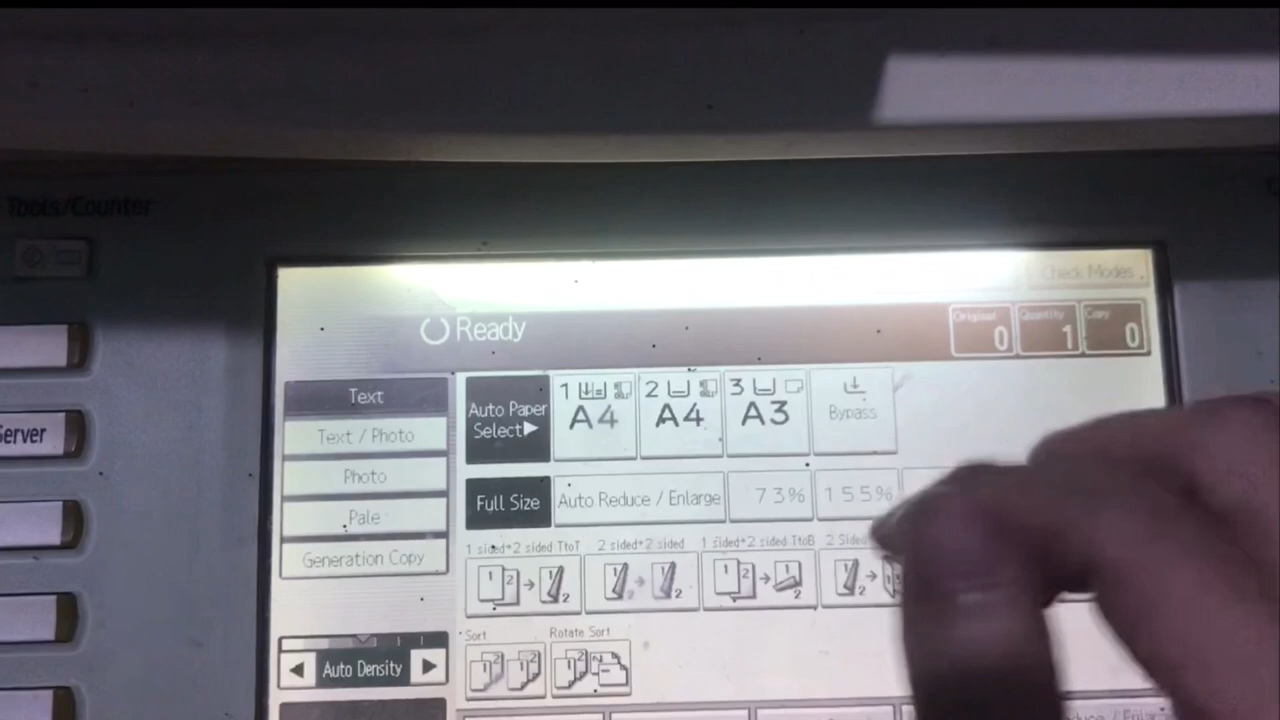 Tools/Counter
Check Modes
Ready
Original
0
Quantity
1
Copy
0
Server
Text
Text / Photo
Photo
Pale
Generation Copy
Auto Density
Auto Paper
Select▶
1
A4
2
A4
3
A3
Bypass
Full Size
Auto Reduce / Enlarge
73%
155%
1 sided→2 sided TtoT
2 sided→2 sided
1 sided→2 sided TtoB
2 Sided
Sort
Rotate Sort